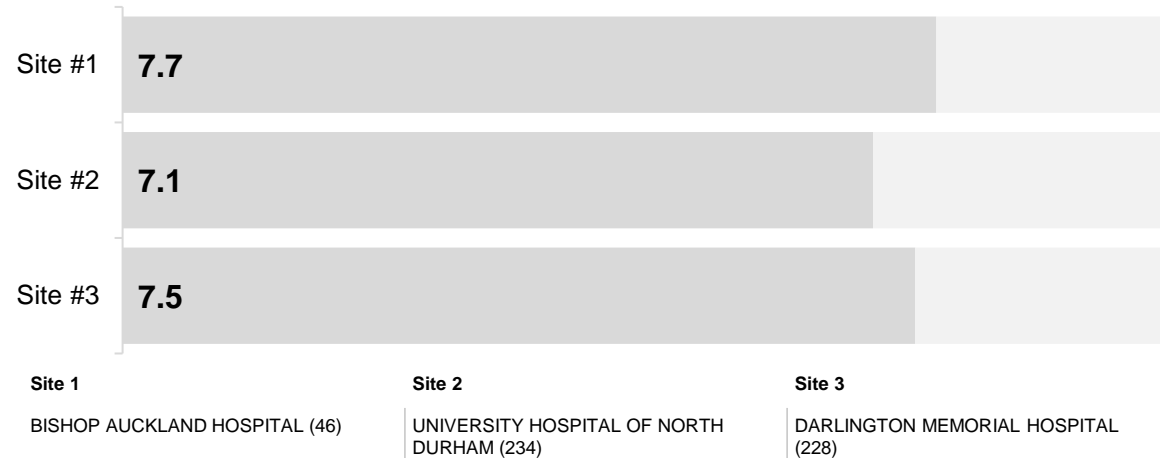 Site #1
7.7
Site #2
7.1
Site #3
7.5
Site 1
BISHOP AUCKLAND HOSPITAL (46)
Site 2
UNIVERSITY HOSPITAL OF NORTH
DURHAM (234)
Site 3
DARLINGTON MEMORIAL HOSPITAL
(228)